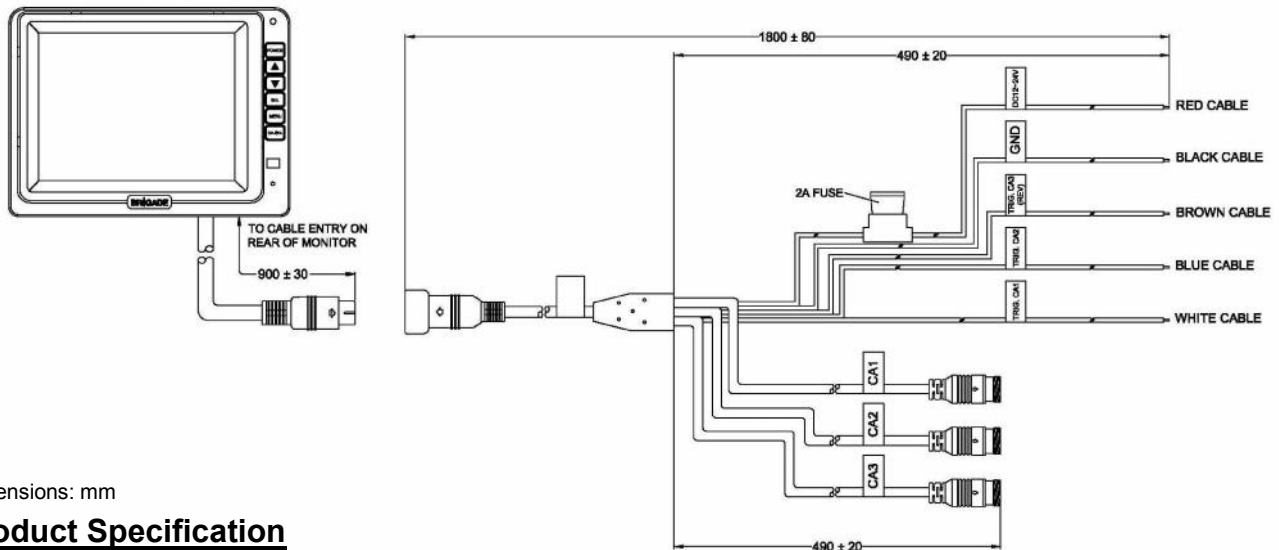 1800 ± 80
490 ± 20
DC12~24V
RED CABLE
GND
BLACK CABLE
2A FUSE
TRIG. CA3
(REV)
BROWN CABLE
TRIG. CA2
BLUE CABLE
TRIG. CA1
WHITE CABLE
POWER
BRIGADE
TO CABLE ENTRY ON
REAR OF MONITOR
900 ± 30
CA1
CA2
CA3
ensions: mm
oduct Specification
490 ± 20